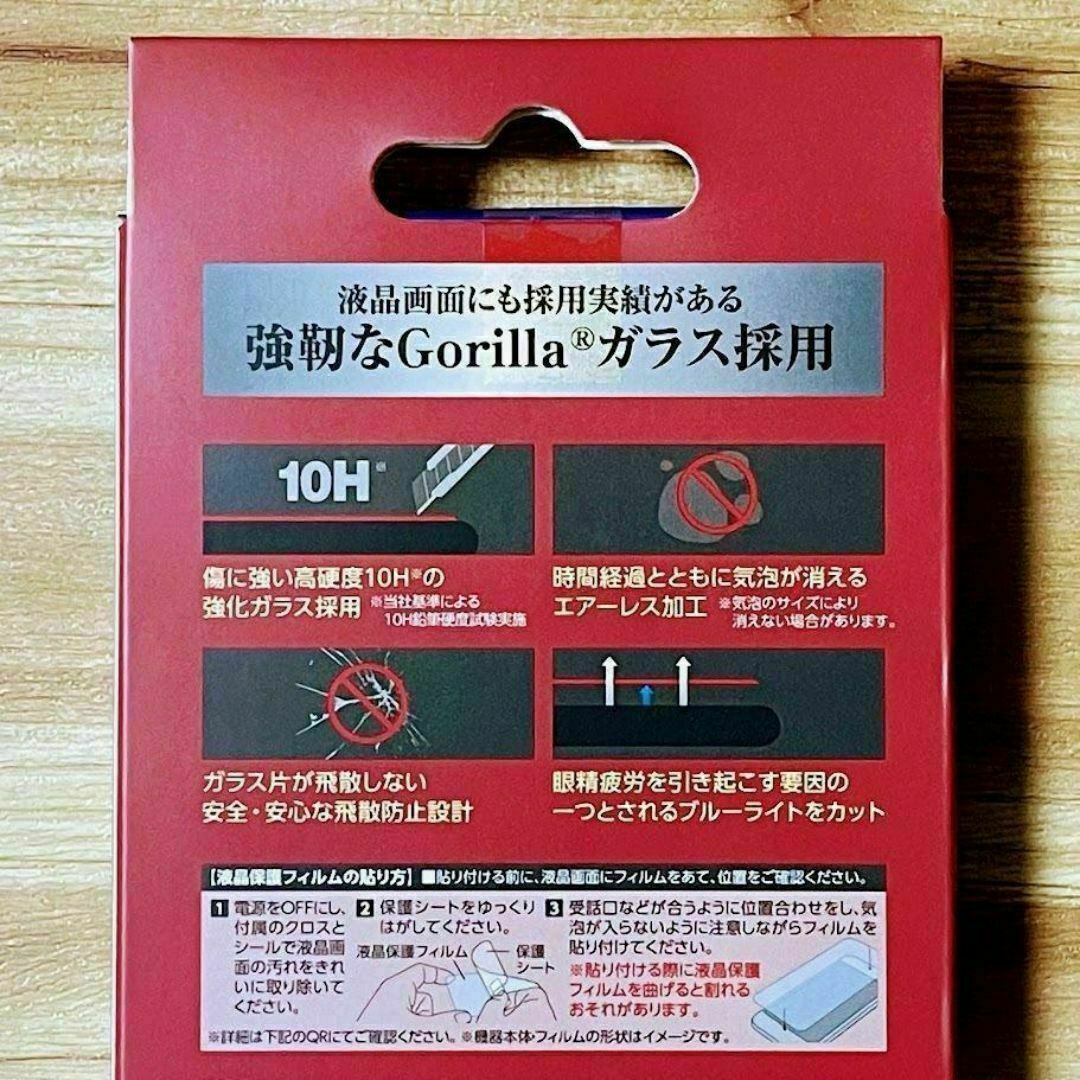 液晶画面にも採用実績がある
強靭なGorilla®ガラス採用
10H※
傷に強い高硬度10H※の
強化ガラス採用 ※当社基準による
10H鉛筆硬度試験実施
時間経過とともに気泡が消える
エアーレス加工 ※気泡のサイズにより
消えない場合があります。
ガラス片が飛散しない
安全・安心な飛散防止設計
眼精疲労を引き起こす要因の
一つとされるブルーライトをカット
【液晶保護フィルムの貼り方】 ■貼り付ける前に、液晶画面にフィルムをあて、位置をご確認ください。
1 電源をOFFにし、
付属のクロスと
シールで液晶画
面の汚れをきれ
いに取り除いて
ください。
2 保護シートをゆっくり
はがしてください。
液晶保護フィルム
保護
シート
3 受話口などが合うように位置合わせをし、気
泡が入らないように注意しながらフィルムを
貼り付けてください。
※貼り付ける際に液晶保護
フィルムを曲げると割れる
おそれがあります。
※詳細は下記のQRにてご確認ください。※機器本体・フィルムの形状はイメージです。